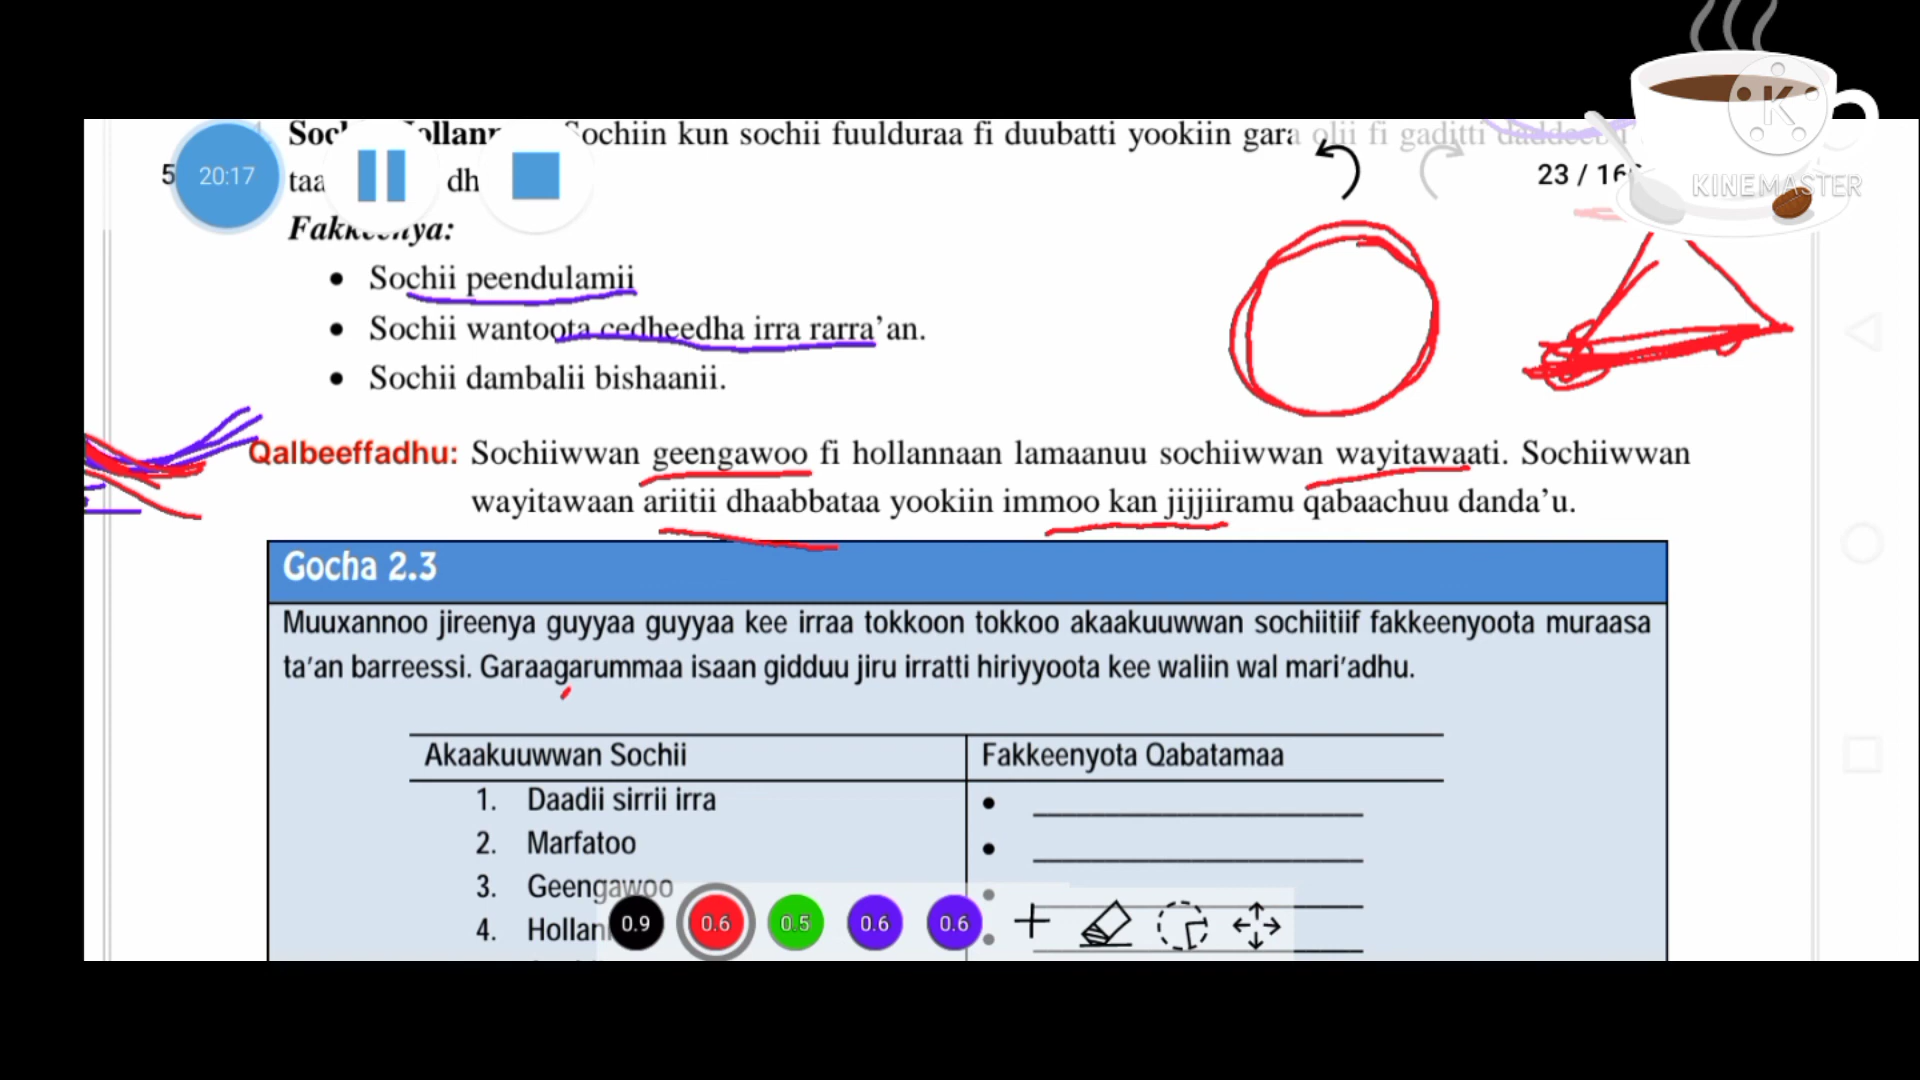 Sochiin kun sochii fuulduraa fi duubatti yookiin gara olii fi gaditti
5 20:17 taa dh 23 / 16 KINEMASTER
Fakkeenya:
• Sochii peendulamii
• Sochii wantoota cedheedha irra rarra’an.
• Sochii dambalii bishaanii.
Qalbeeffadhu: Sochiiwwan geengawoo fi hollannaan lamaanuu sochiiwwan wayitawaati. Sochiiwwan
wayitawaan ariitii dhaabbataa yookiin immoo kan jijjiiramu qabaachuu danda’u.
Gocha 2.3
Muuxannoo jireenya guyyaa guyyaa kee irraa tokkoon tokkoo akaakuuwwan sochiitiif fakkeenyoota muraasa
ta’an barreessi. Garaagarummaa isaan gidduu jiru irratti hiriyyoota kee waliin wal mari’adhu.
Akaakuuwwan Sochii Fakkeenyota Qabatamaa
1. Daadii sirrii irra
2. Marfatoo
3. Geengawoo
4. Hollan
0.9 0.6 0.5 0.6 0.6